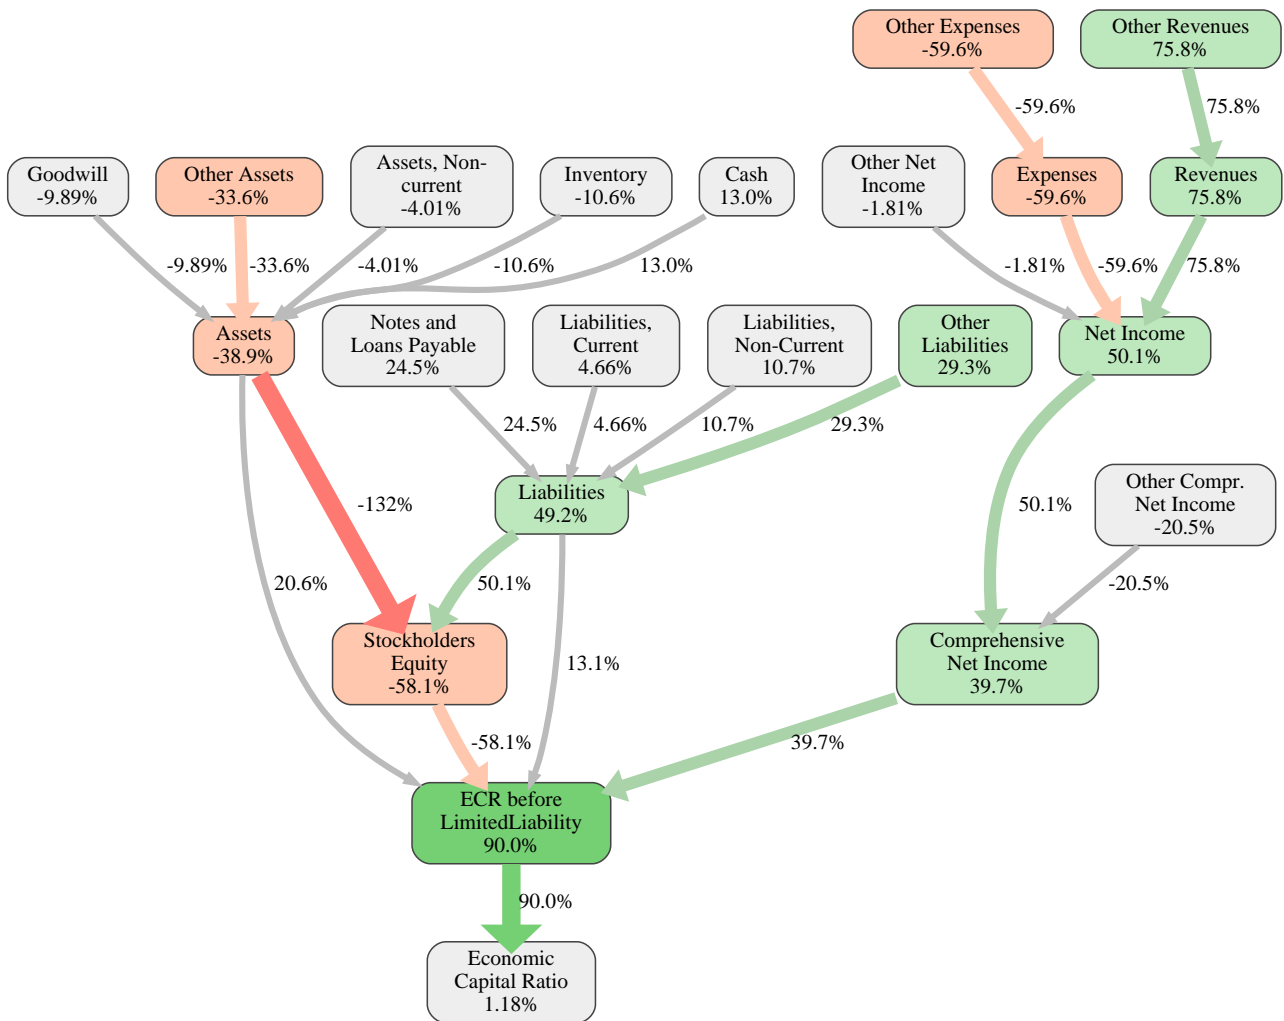 Other Expenses
-59.6%
Other Revenues
75.8%
-59.6%
75.8%
Goodwill
-9.89%
Other Assets
-33.6%
Assets, Non-
current
-4.01%
Inventory
-10.6%
Cash
13.0%
Other Net
Income
-1.81%
Expenses
-59.6%
Revenues
75.8%
-9.89%
-33.6%
-4.01%
-10.6%
13.0%
-1.81%
-59.6%
75.8%
Assets
-38.9%
Notes and
Loans Payable
24.5%
Liabilities,
Current
4.66%
Liabilities,
Non-Current
10.7%
Other
Liabilities
29.3%
Net Income
50.1%
24.5%
4.66%
10.7%
29.3%
-132%
Liabilities
49.2%
50.1%
Other Compr.
Net Income
-20.5%
20.6%
50.1%
-20.5%
Stockholders
Equity
-58.1%
13.1%
Comprehensive
Net Income
39.7%
-58.1%
39.7%
ECR before
LimitedLiability
90.0%
90.0%
Economic
Capital Ratio
1.18%